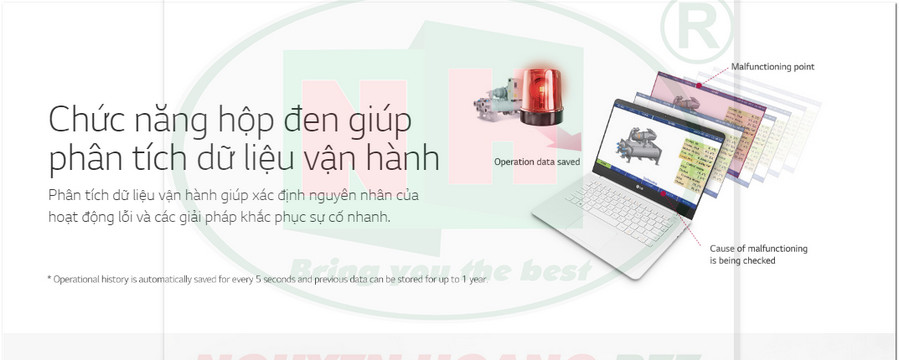 Chức năng hộp đen giúp
phân tích dữ liệu vận hành
Phân tích dữ liệu vận hành giúp xác định nguyên nhân của
hoạt động lỗi và các giải pháp khắc phục sự cố nhanh.
* Operational history is automatically saved for every 5 seconds and previous data can be stored for up to 1 year.
Malfunctioning point
Operation data saved
Cause of malfunctioning
is being checked
NH
®
Bring you the best